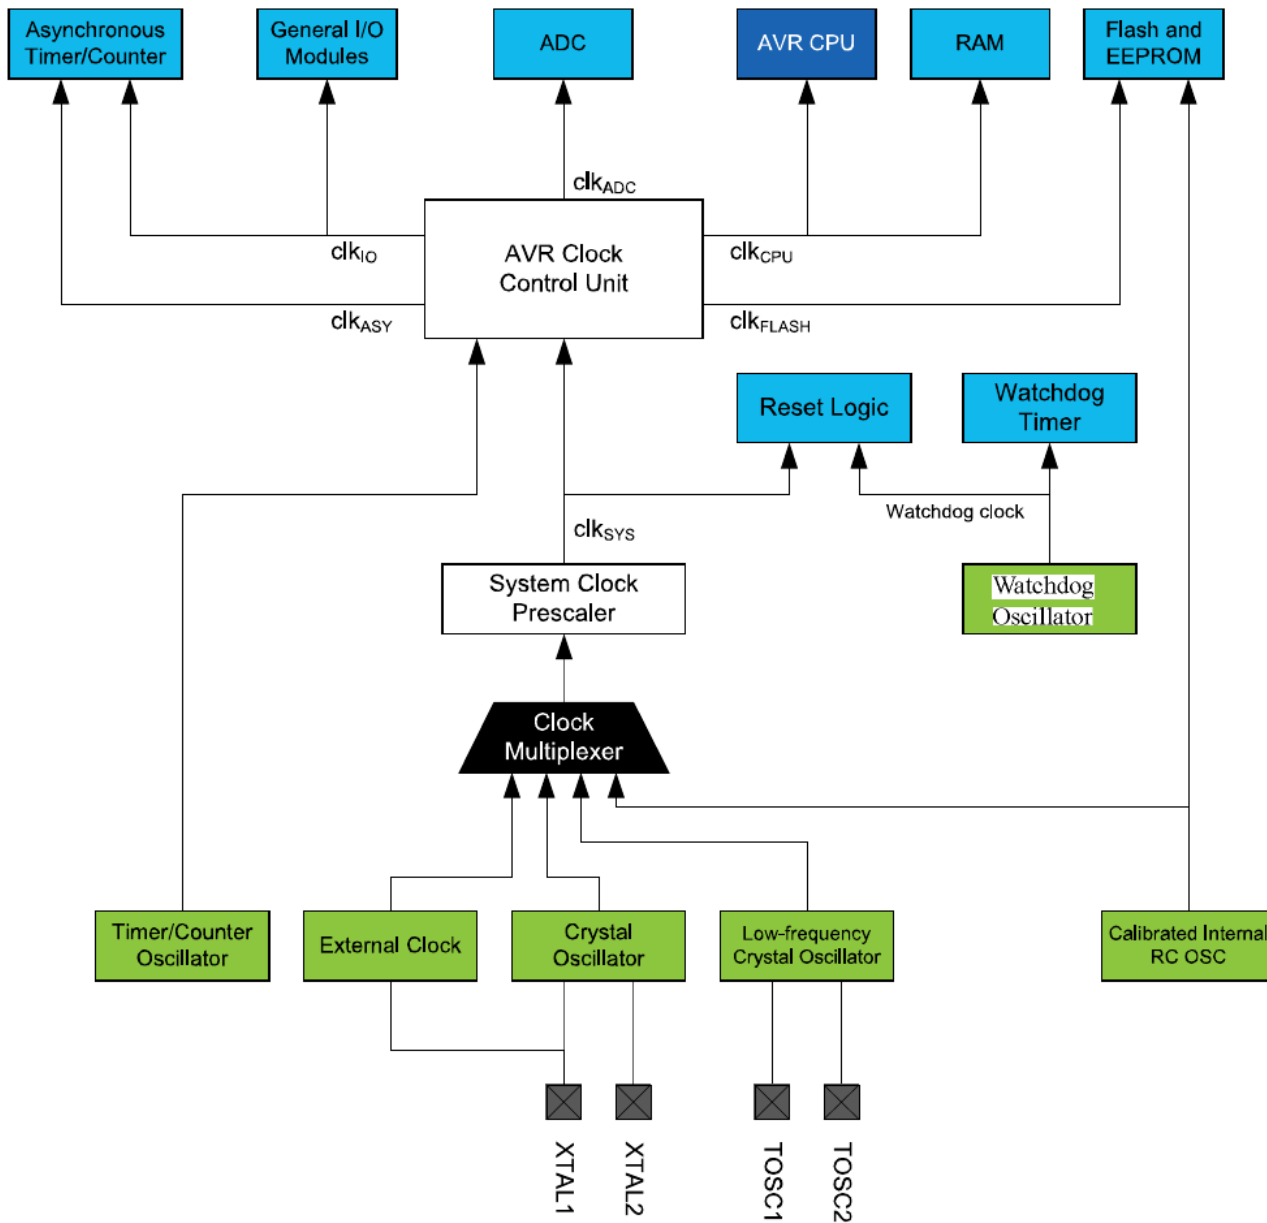 Asynchronous
Timer/Counter
General I/O
Modules
ADC
AVR CPU
RAM
Flash and
EEPROM
clkADC
AVR Clock
Control Unit
clkIO
clkCPU
clkASY
clkFLASH
Reset Logic
Watchdog
Timer
Watchdog clock
clkSYS
System Clock
Prescaler
Watchdog
Oscillator
Clock
Multiplexer
Timer/Counter
Oscillator
External Clock
Crystal
Oscillator
Low-frequency
Crystal Oscillator
Calibrated Internal
RC OSC
XTAL1
XTAL2
TOSC1
TOSC2